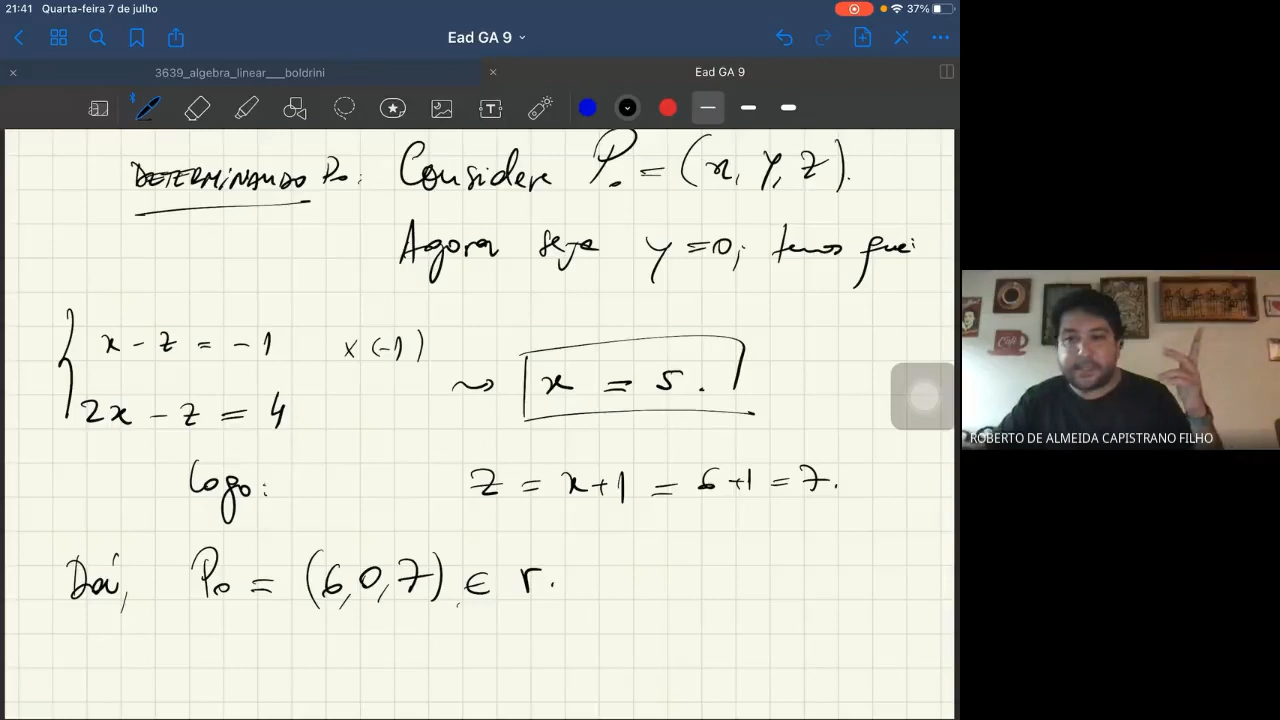 21:41 Quarta-feira 7 de julho 37%
Ead GA 9
3639_algebra_linear___boldrini
Ead GA 9
DETERMINANDO P₀: Considere P₀ = (x, y, z).
Agora seja y = 0; temos que:
x - z = -1 x (-1)
2x - z = 4
~> x = 5.
Logo: z = x+1 = 6+1 = 7.
Daí, P₀ = (6,0,7) ∈ r.
ROBERTO DE ALMEIDA CAPISTRANO FILHO